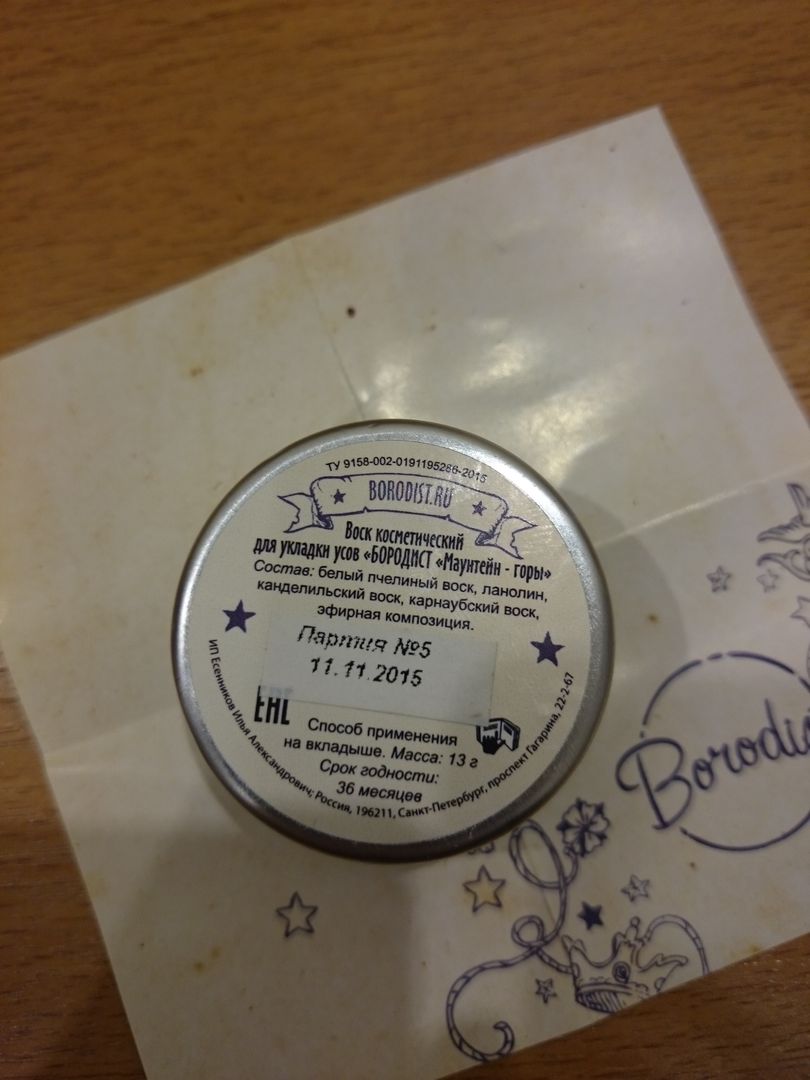 ТУ 9158-002-0191195266-2015
BORODIST.RU
Воск косметический
для укладки усов «БОРОДИСТ «Маунтейн - горы»
Состав: белый пчелиный воск, ланолин,
канделильский воск, карнаубский воск,
эфирная композиция.
Партия №5
11.11.2015
EAC
Способ применения
на вкладыше. Масса: 13 г
Срок годности:
36 месяцев
ИП Есенников Илья Александрович; Россия, 196211, Санкт-Петербург, проспект Гагарина, 22-2-67